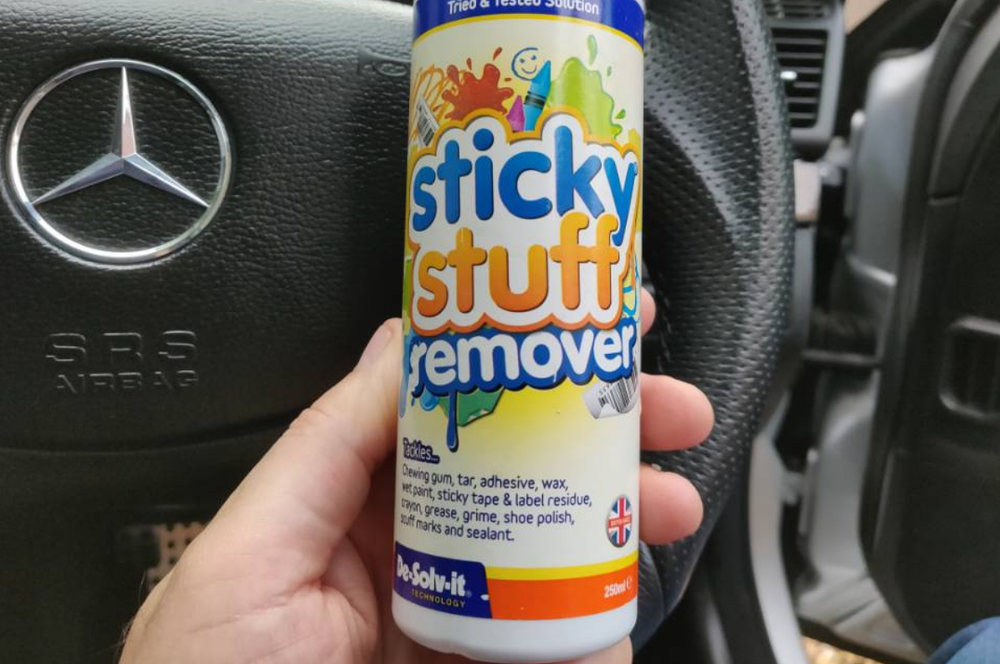 Tried & Tested Solution
sticky
stuff
remover
SRS
AIRBAG
Tackles...
Chewing gum, tar, adhesive, wax,
wet paint, sticky tape & label residue,
crayon, grease, grime, shoe polish,
scuff marks and sealant.
De-Solv-it
TECHNOLOGY
250ml e